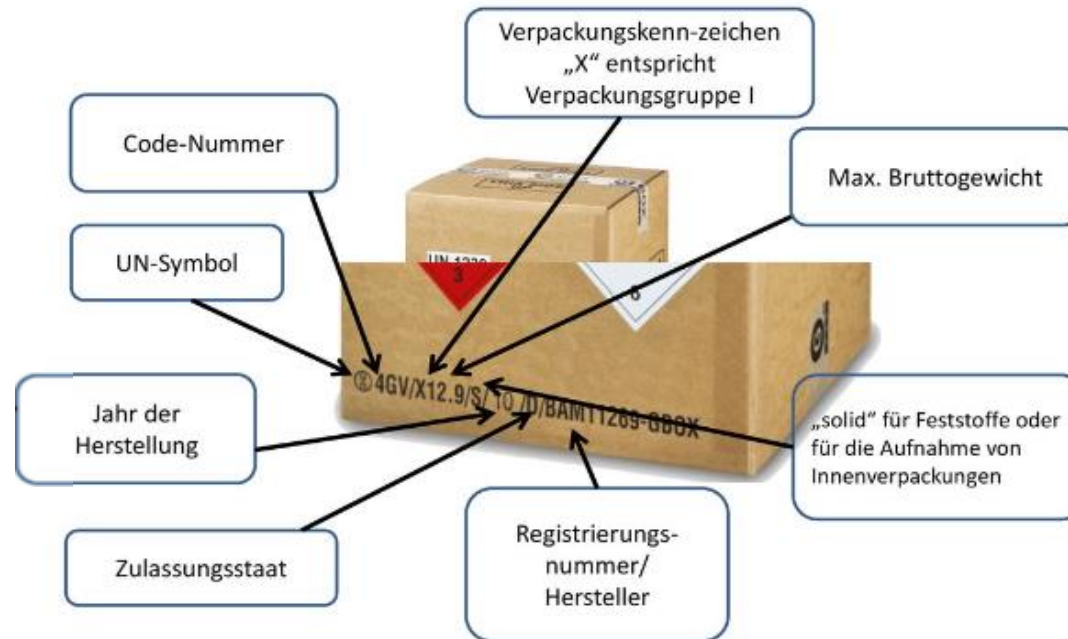 Verpackungskenn-zeichen
„X“ entspricht
Verpackungsgruppe I
Code-Nummer
Max. Bruttogewicht
UN-Symbol
3
6
4GV/X12.9/S/ 10 /D/BAM11269-GBOX
Jahr der
Herstellung
„solid“ für Feststoffe oder
für die Aufnahme von
Innenverpackungen
Zulassungsstaat
Registrierungs-
nummer/
Hersteller